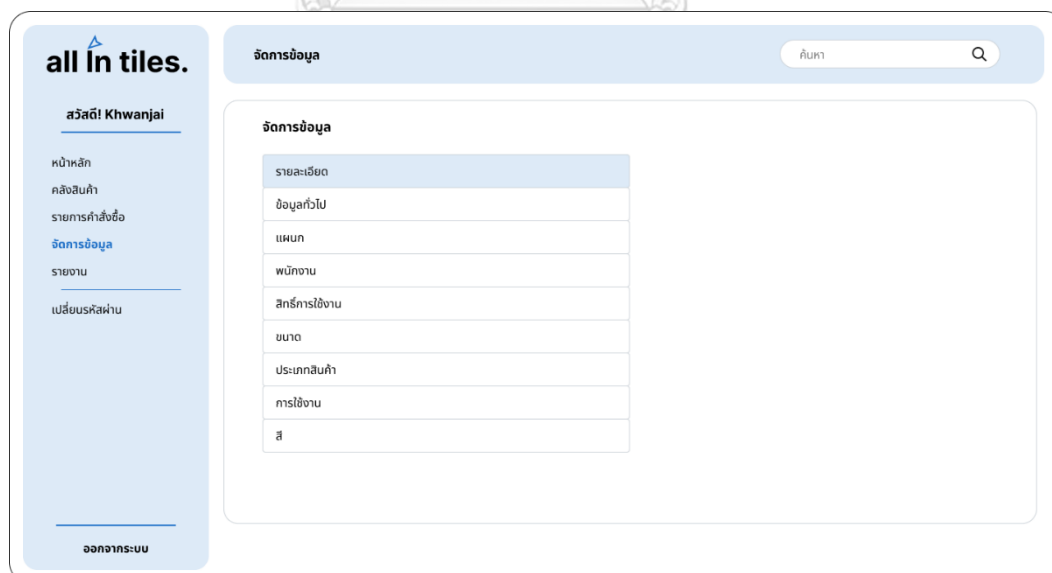 all in tiles.
สวัสดี! Khwanjai
หน้าหลัก
คลังสินค้า
รายการคำสั่งซื้อ
จัดการข้อมูล
รายงาน
เปลี่ยนรหัสผ่าน
ออกจากระบบ
จัดการข้อมูล
ค้นหา
จัดการข้อมูล
รายละเอียด
ข้อมูลทั่วไป
แผนก
พนักงาน
สิทธิ์การใช้งาน
ขนาด
ประเภทสินค้า
การใช้งาน
สี